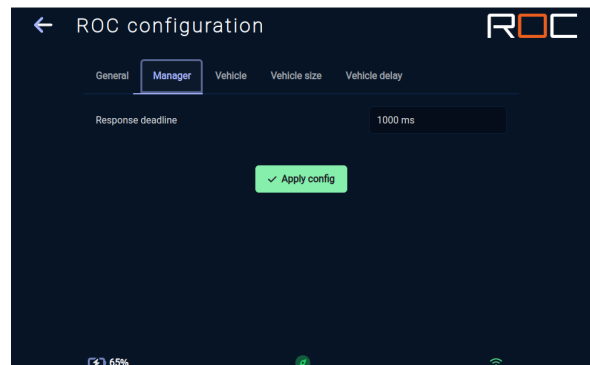 ROC configuration
ROC
General Manager Vehicle Vehicle size Vehicle delay
Response deadline 1000 ms
Apply config
65%